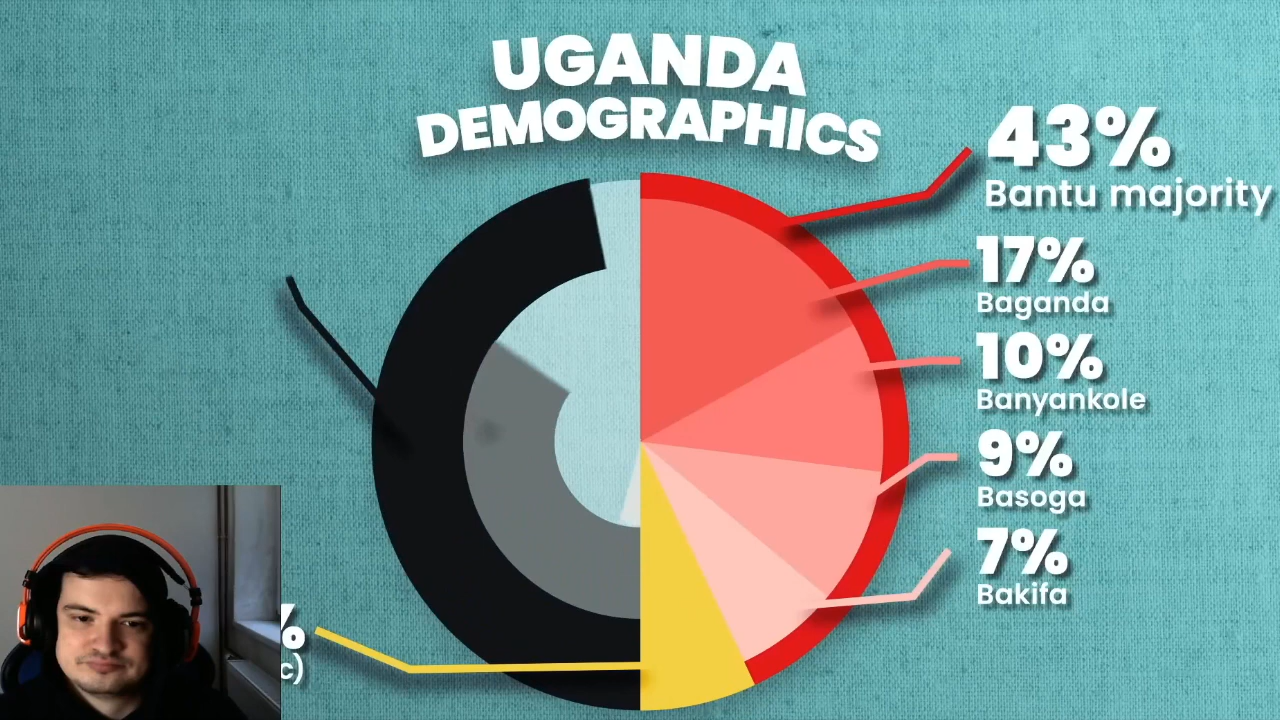 UGANDA
DEMOGRAPHICS
43%
Bantu majority
17%
Baganda
10%
Banyankole
9%
Basoga
7%
Bakifa
%
c)